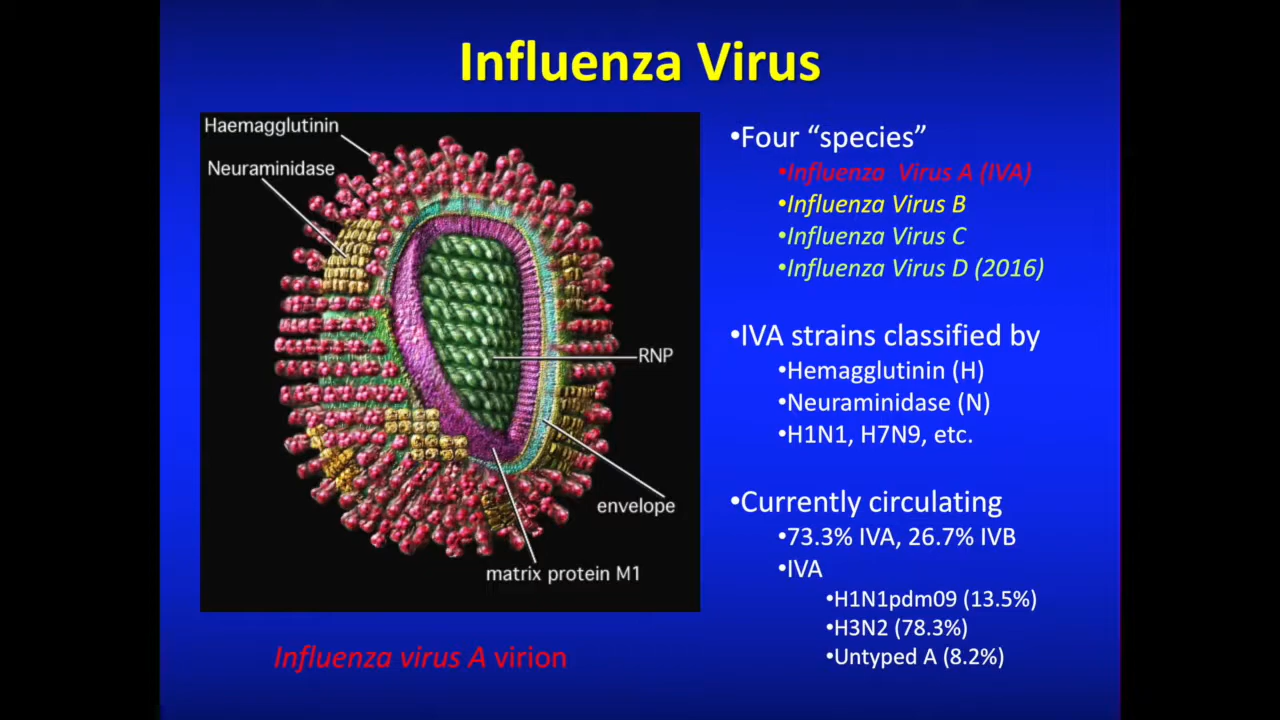 Influenza Virus
Haemagglutinin
Neuraminidase
RNP
envelope
matrix protein M1
Influenza virus A virion
•Four “species”
•Influenza Virus A (IVA)
•Influenza Virus B
•Influenza Virus C
•Influenza Virus D (2016)
•IVA strains classified by
•Hemagglutinin (H)
•Neuraminidase (N)
•H1N1, H7N9, etc.
•Currently circulating
•73.3% IVA, 26.7% IVB
•IVA
•H1N1pdm09 (13.5%)
•H3N2 (78.3%)
•Untyped A (8.2%)